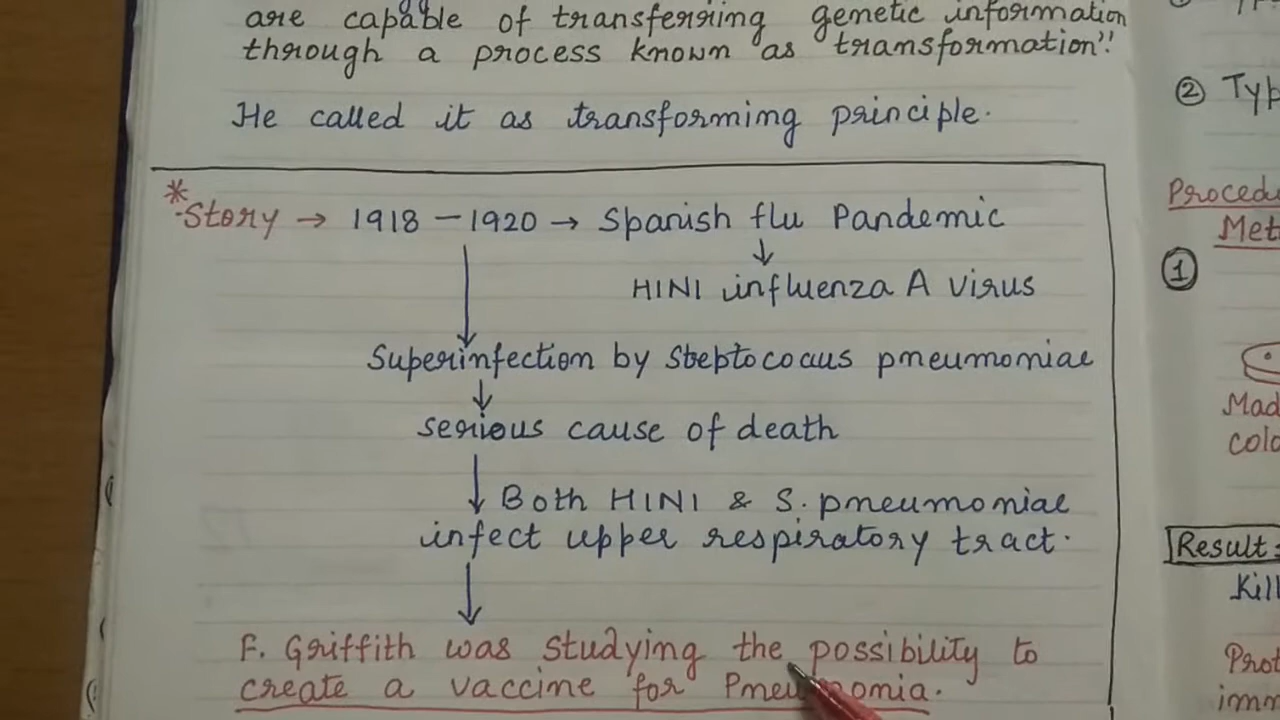 are capable of transferring genetic information
through a process known as "transformation".
He called it as transforming principle.
*Story → 1918 – 1920 → Spanish flu Pandemic
↓
H1N1 influenza A virus
↓
Superinfection by Steptococus pneumoniae
↓
serious cause of death
↓ Both H1N1 & S. pneumoniae
infect upper respiratory tract.
↓
F. Griffith was studying the possibility to
create a vaccine for Pneumonia.
② Typ
Procedu
Met
①
Mad
colo
Result:
Kill
Prot
imm